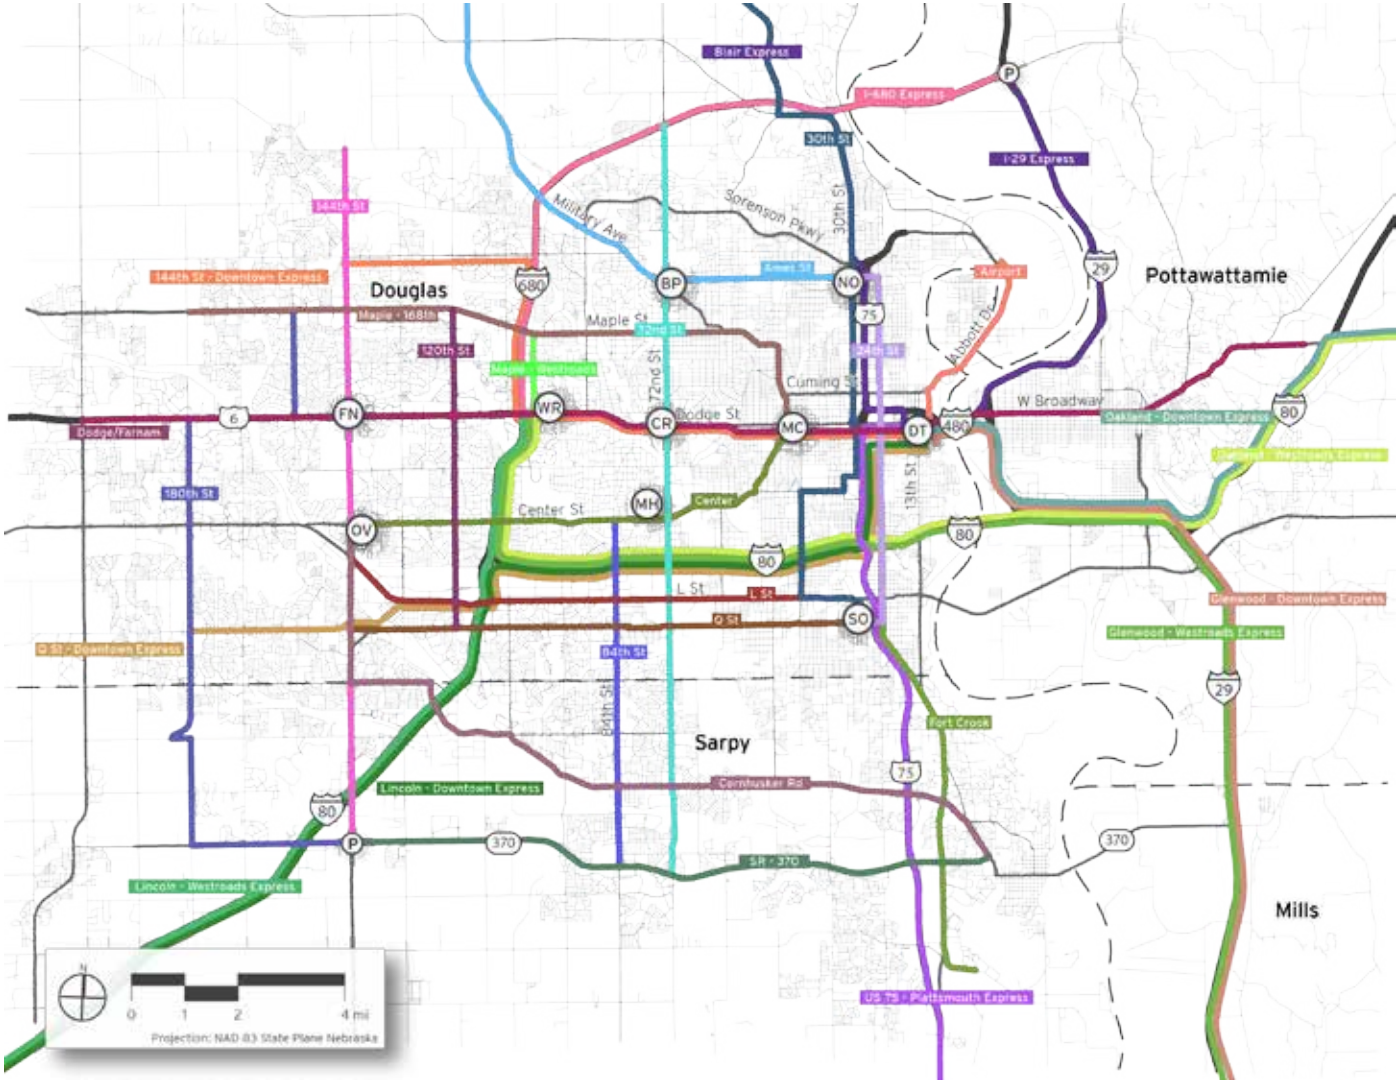 Blair Express
P
I-680 Express
30th St
I-29 Express
144th St
Military Ave
Sorenson Pkwy
30th St
144th St - Downtown Express
Douglas
680
BP
Ames St
NO
Airport
29
Pottawattamie
75
Maple - 168th
Maple St
72nd St
120th St
24th St
Abbott Dr
Maple - Westroads
72nd St
Cuming St
FN
WR
CR
Dodge St
MC
DT
480
W Broadway
Oakland - Downtown Express
80
6
Dodge/Farnam
Oakland - Westroads Express
180th St
MH
Center
13th St
Center St
OV
80
80
L St
L St
Q St
SO
Glenwood - Downtown Express
Glenwood - Westroads Express
Q St - Downtown Express
84th St
29
84th St
Fort Crook
Sarpy
75
Cornhusker Rd
Lincoln - Downtown Express
80
P
370
370
SR - 370
Lincoln - Westroads Express
Mills
N
US 75 - Plattsmouth Express
0 1 2 4 mi
Projection: NAD 83 State Plane Nebraska